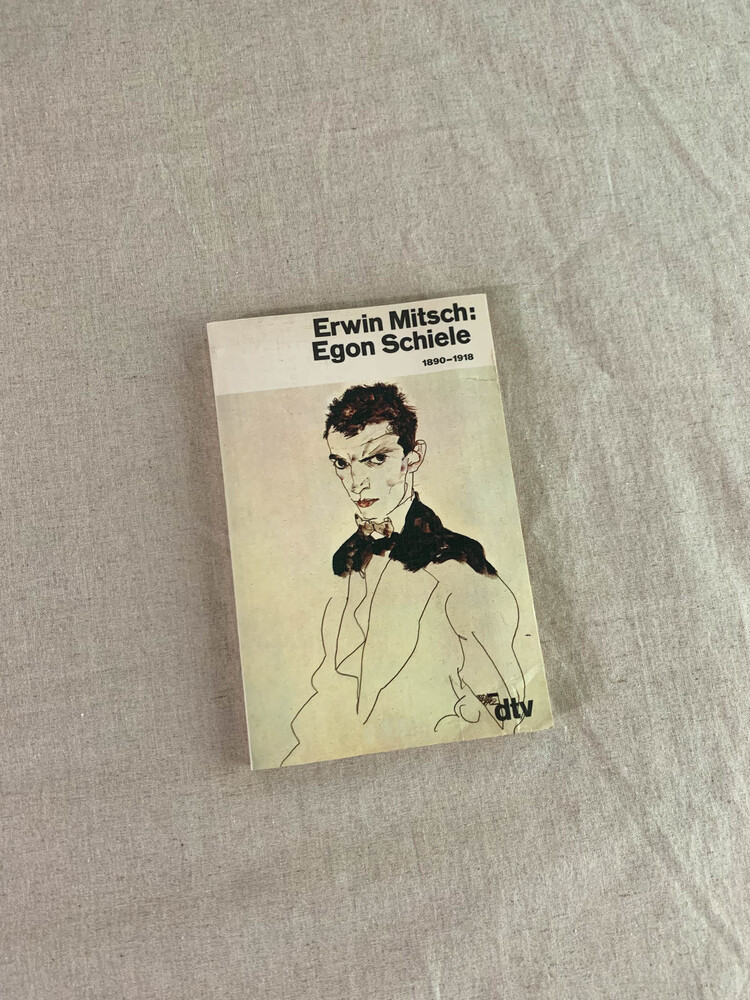 Erwin Mitsch:
Egon Schiele
1890–1918
dtv